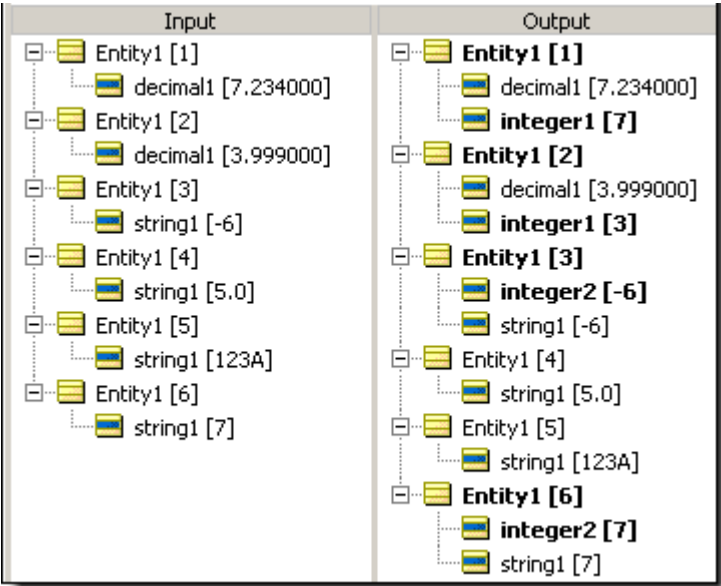 Input
Entity1 [1]
decimal1 [7.234000]
Entity1 [2]
decimal1 [3.999000]
Entity1 [3]
string1 [-6]
Entity1 [4]
string1 [5.0]
Entity1 [5]
string1 [123A]
Entity1 [6]
string1 [7]
Output
Entity1 [1]
decimal1 [7.234000]
integer1 [7]
Entity1 [2]
decimal1 [3.999000]
integer1 [3]
Entity1 [3]
integer2 [-6]
string1 [-6]
Entity1 [4]
string1 [5.0]
Entity1 [5]
string1 [123A]
Entity1 [6]
integer2 [7]
string1 [7]